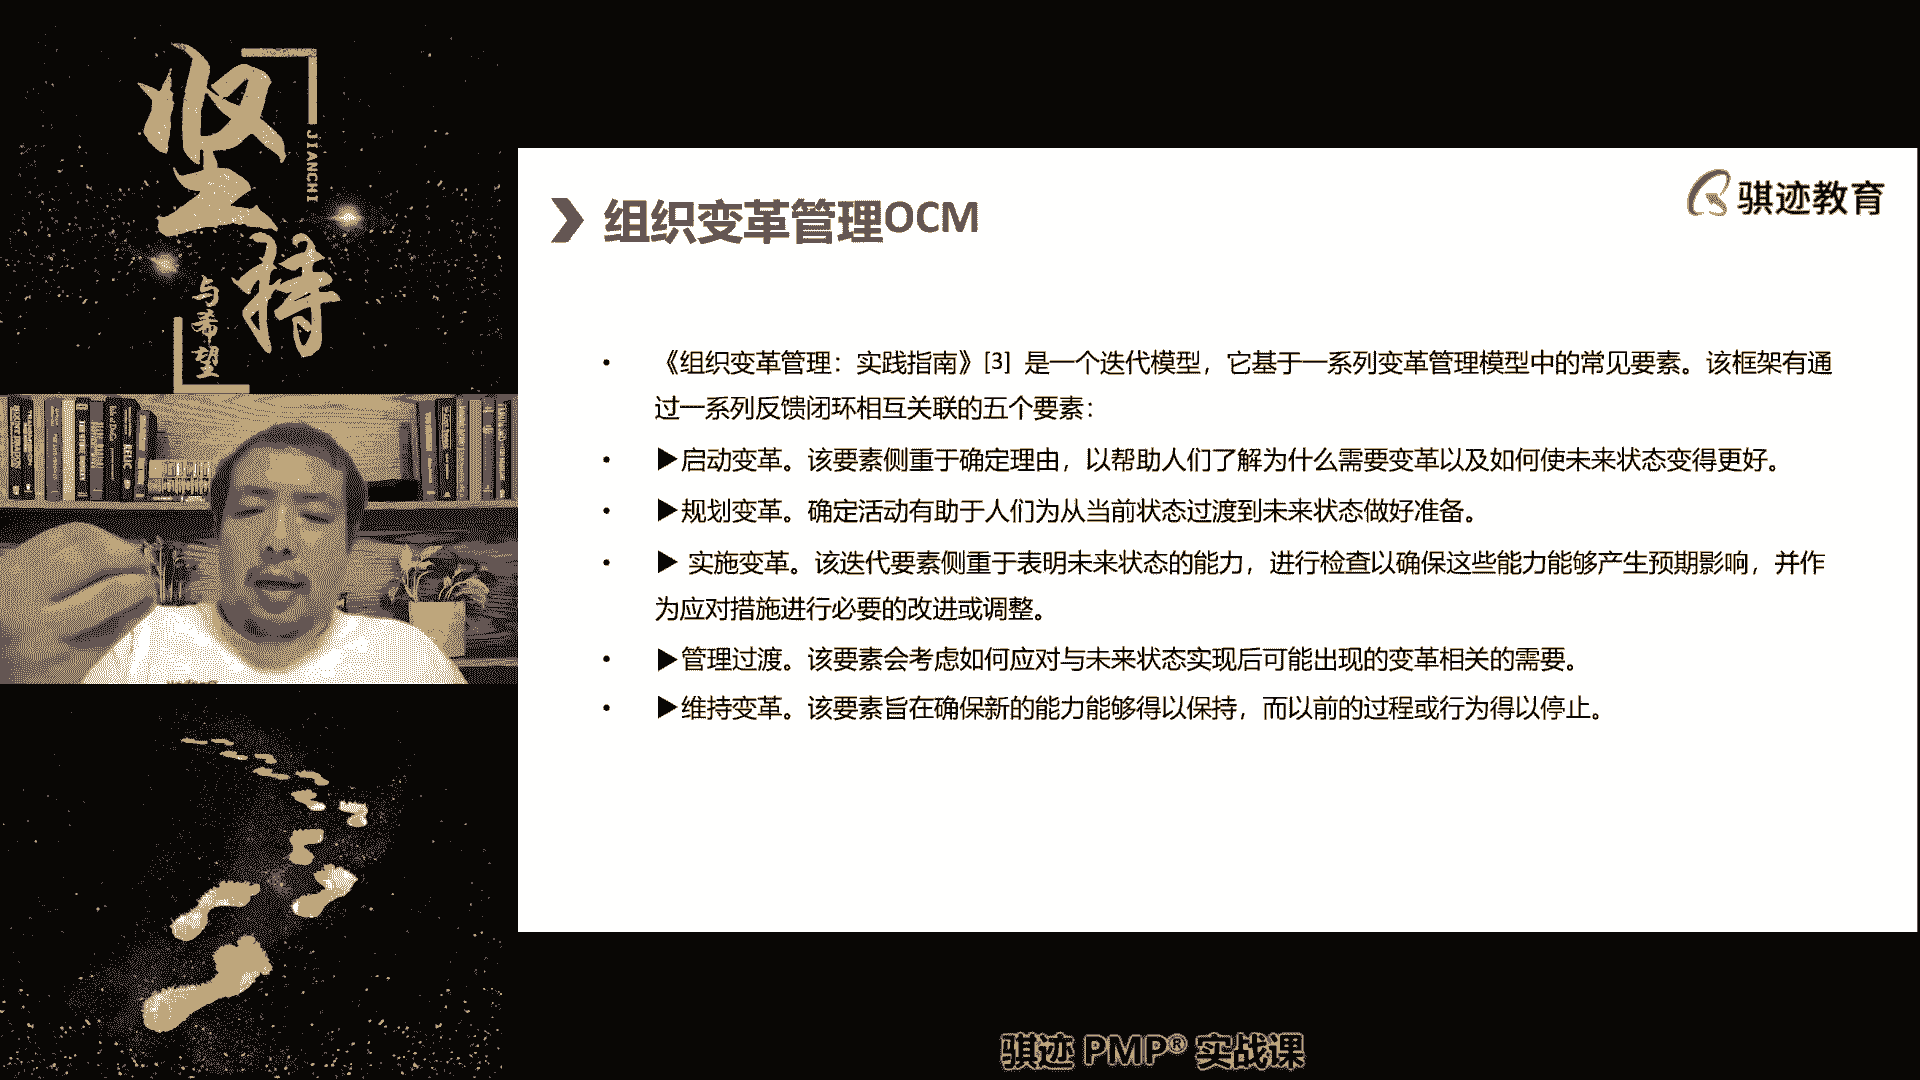 坚持
JIANCHI
与希望
骐迹教育
组织变革管理OCM
• 《组织变革管理：实践指南》[3] 是一个迭代模型，它基于一系列变革管理模型中的常见要素。该框架有通
过一系列反馈闭环相互关联的五个要素：
• ▶启动变革。该要素侧重于确定理由，以帮助人们了解为什么需要变革以及如何使未来状态变得更好。
• ▶规划变革。确定活动有助于人们为从当前状态过渡到未来状态做好准备。
• ▶ 实施变革。该迭代要素侧重于表明未来状态的能力，进行检查以确保这些能力能够产生预期影响，并作
为应对措施进行必要的改进或调整。
• ▶管理过渡。该要素会考虑如何应对与未来状态实现后可能出现的变革相关的需要。
• ▶维持变革。该要素旨在确保新的能力能够得以保持，而以前的过程或行为得以停止。
骐迹 PMP® 实战课